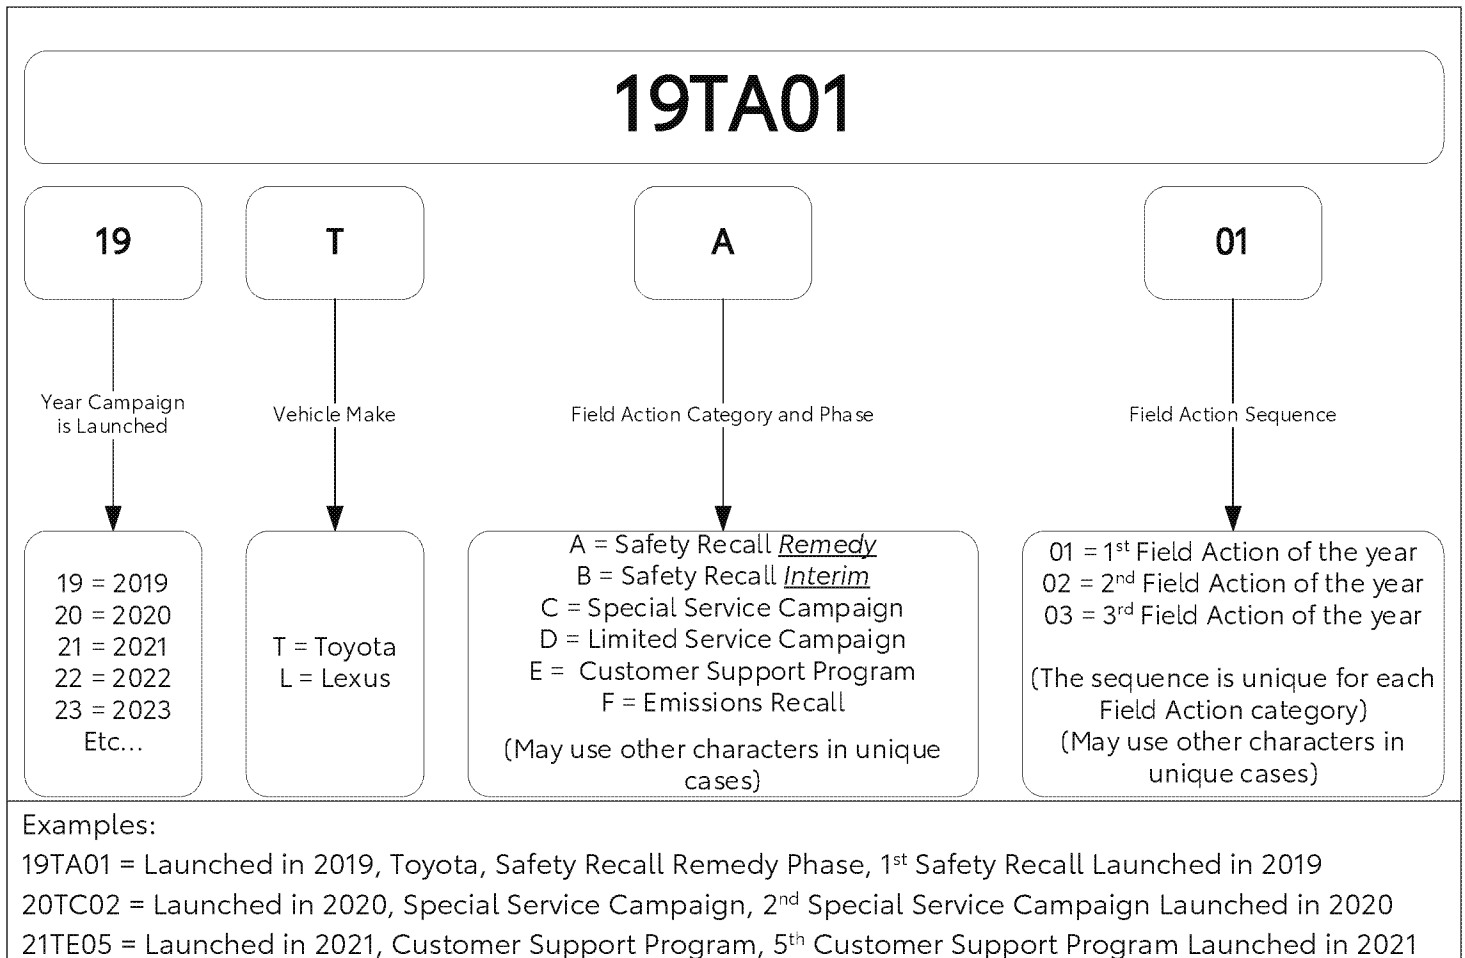 19TA01
19
T
A
01
Year Campaign
is Launched
Vehicle Make
Field Action Category and Phase
Field Action Sequence
19 = 2019
20 = 2020
21 = 2021
22 = 2022
23 = 2023
Etc...
T = Toyota
L = Lexus
A = Safety Recall Remedy
B = Safety Recall Interim
C = Special Service Campaign
D = Limited Service Campaign
E = Customer Support Program
F = Emissions Recall
(May use other characters in unique
cases)
01 = 1st Field Action of the year
02 = 2nd Field Action of the year
03 = 3rd Field Action of the year
(The sequence is unique for each
Field Action category)
(May use other characters in
unique cases)
Examples:
19TA01 = Launched in 2019, Toyota, Safety Recall Remedy Phase, 1st Safety Recall Launched in 2019
20TC02 = Launched in 2020, Special Service Campaign, 2nd Special Service Campaign Launched in 2020
21TE05 = Launched in 2021, Customer Support Program, 5th Customer Support Program Launched in 2021